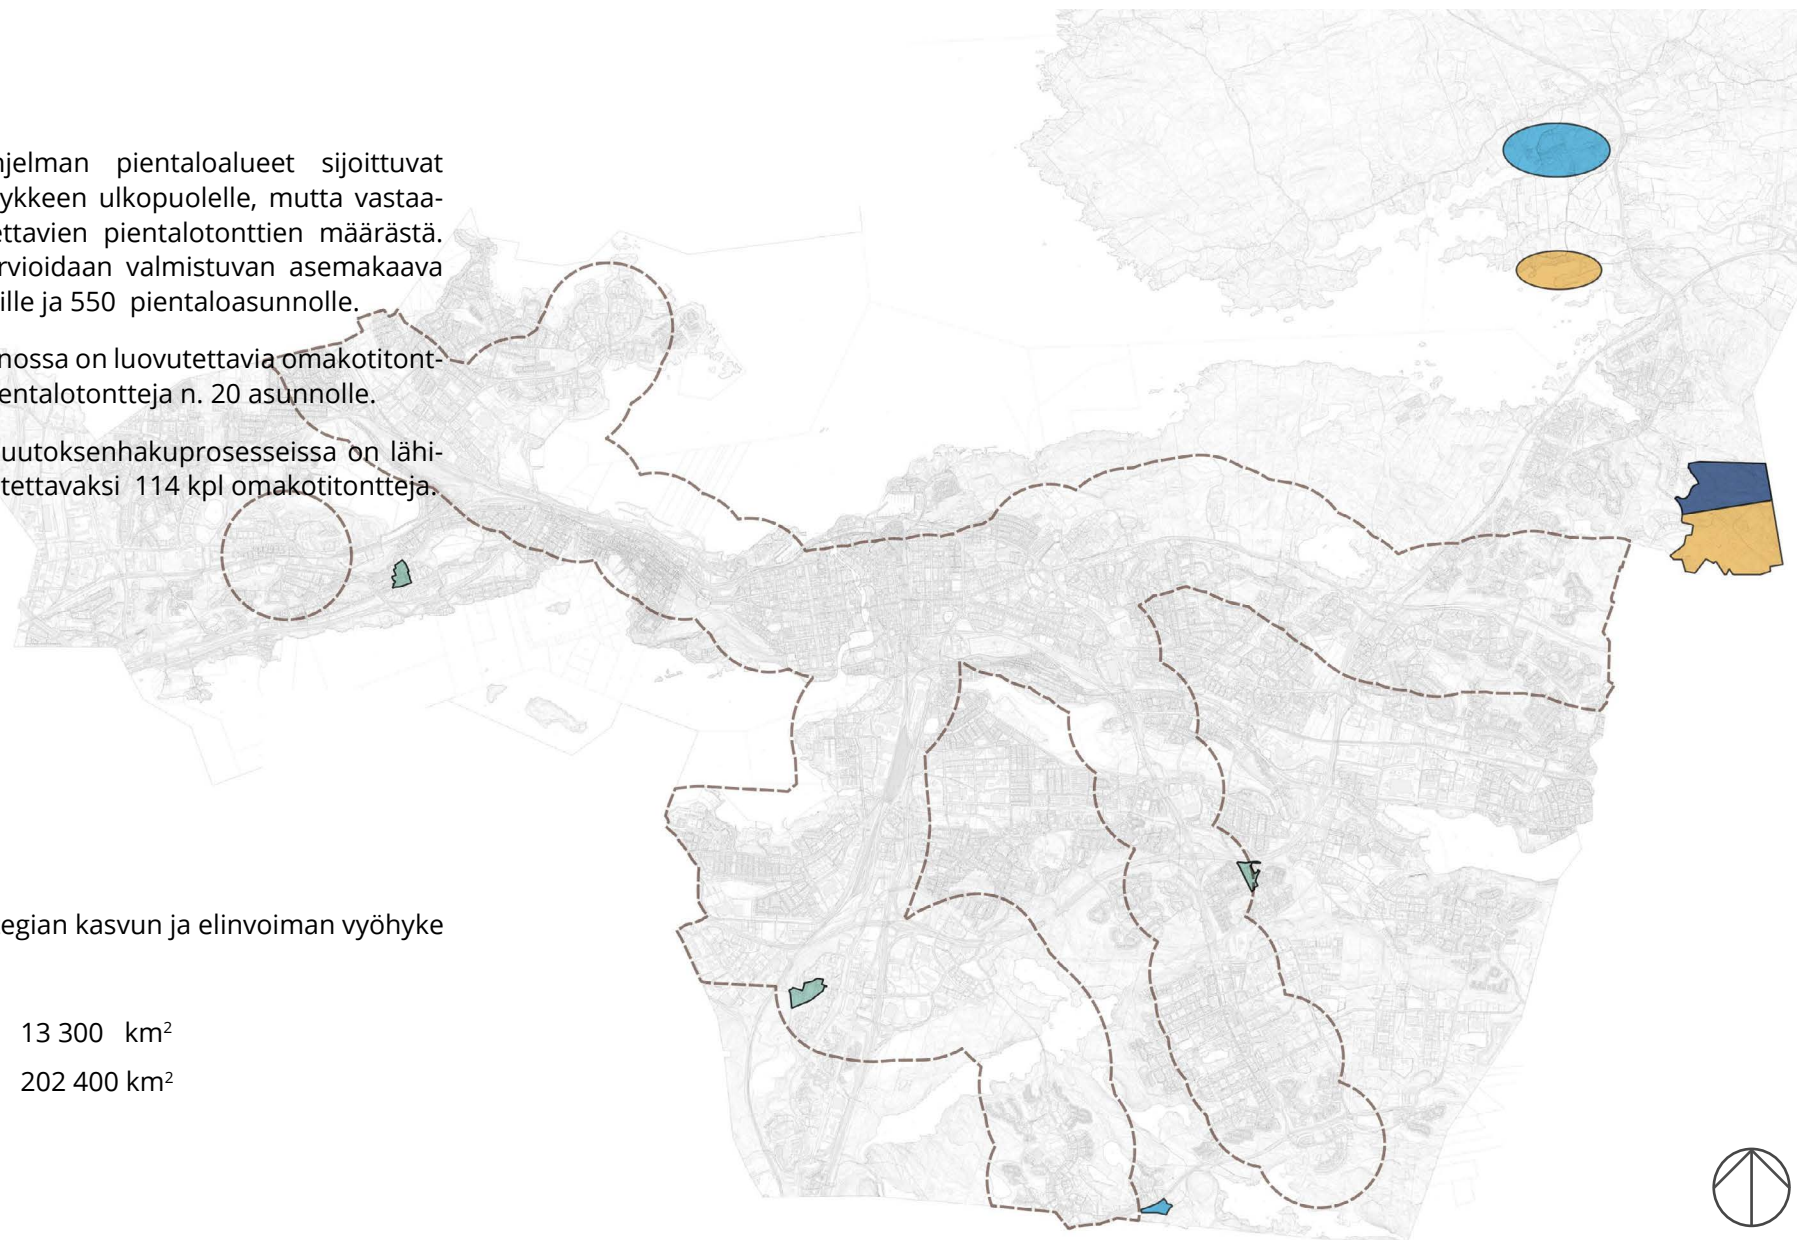 jelman pientaloalueet sijoittuvat
ykkeen ulkopuolelle, mutta vastaa-
ettavien pientalotonttien määrästä.
rvioidaan valmistuvan asemakaava
ille ja 550 pientaloasunnolle.
nossa on luovutettavia omakotitont-
entalotontteja n. 20 asunnolle.
uutoksenhakuprosesseissa on lähi-
tettavaksi 114 kpl omakotitontteja.
egian kasvun ja elinvoiman vyöhyke
13 300 km²
202 400 km²